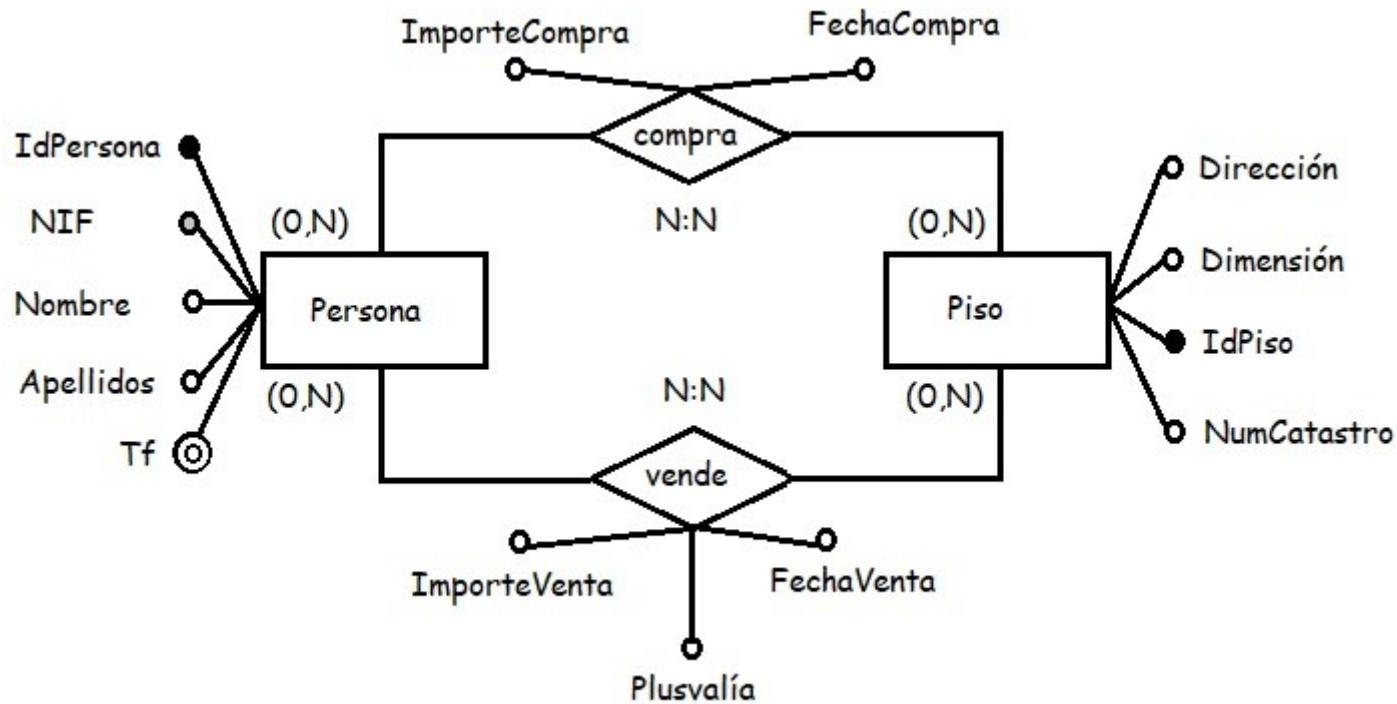 ImporteCompra
FechaCompra
compra
IdPersona
Dirección
NIF
(0,N)
N:N
(0,N)
Dimensión
Nombre
Persona
Piso
IdPiso
Apellidos
(0,N)
N:N
(0,N)
NumCatastro
Tf
vende
ImporteVenta
FechaVenta
Plusvalía